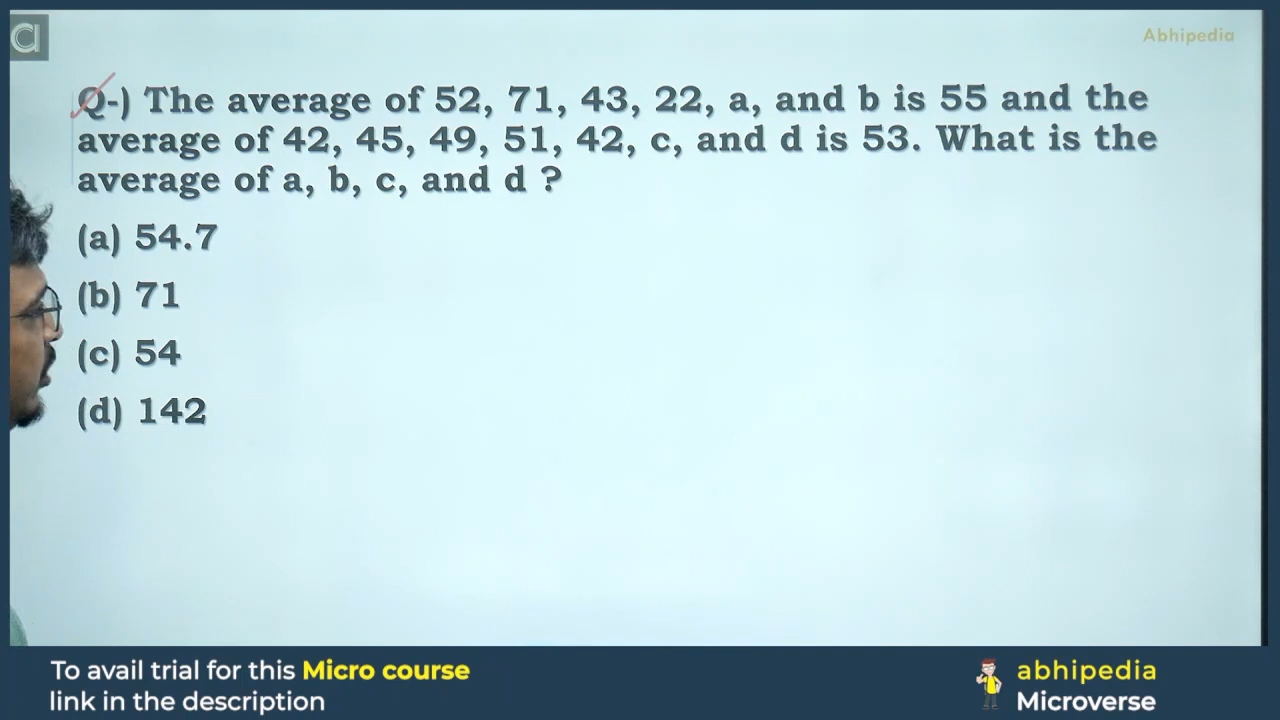 a
Abhipedia
Q-) The average of 52, 71, 43, 22, a, and b is 55 and the
average of 42, 45, 49, 51, 42, c, and d is 53. What is the
average of a, b, c, and d ?
(a) 54.7
(b) 71
(c) 54
(d) 142
To avail trial for this Micro course
link in the description
abhipedia
Microverse